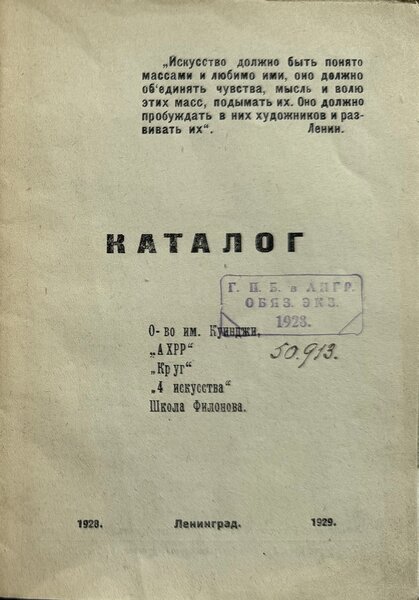 „Искусство должно быть понято
массами и любимо ими, оно должно
об'единять чувства, мысль и волю
этих масс, подымать их. Оно должно
пробуждать в них художников и раз-
вивать их“. Ленин.
КАТАЛОГ
Г. П. Б. в ЛНГР.
ОБЯЗ. ЭКЗ.
1928.
О-во им. Куинджи,
50.913.
„АХРР“
„Круг“
„4 искусства“
Школа Филонова.
1928. Ленинград. 1929.